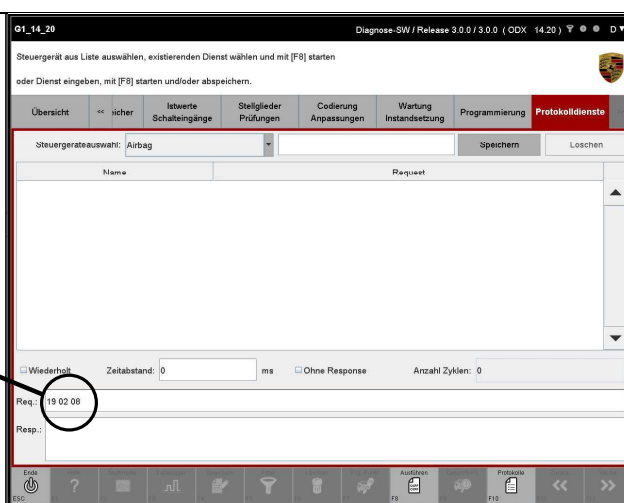 G1_14_20 Diagnose-SW / Release 3.0.0 / 3.0.0 ( ODX 14.20 ) D
Steuergerät aus Liste auswählen, existierenden Dienst wählen und mit [F8] starten
oder Dienst eingeben, mit [F8] starten und/oder abspeichern.
Übersicht << eicher Istwerte Schalteingänge Stellglieder Prüfungen Codierung Anpassungen Wartung Instandsetzung Programmierung Protokolldienste
Steuergeräteauswahl: Airbag Speichern Löschen
Name Request
Wiederholt Zeitabstand: 0 ms Ohne Response Anzahl Zyklen: 0
Req.: 19 02 08
Resp.:
Ende Ausführen Protokolle
ESC F8 F10